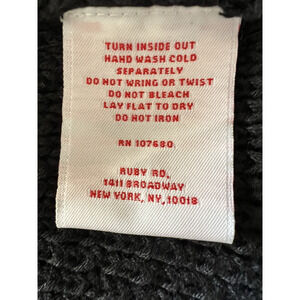 TURN INSIDE OUT
HAND WASH COLD
SEPARATELY
DO NOT WRING OR TWIST
DO NOT BLEACH
LAY FLAT TO DRY
DO NOT IRON
RN 107680
RUBY RD.
1411 BROADWAY
NEW YORK, NY, 10018